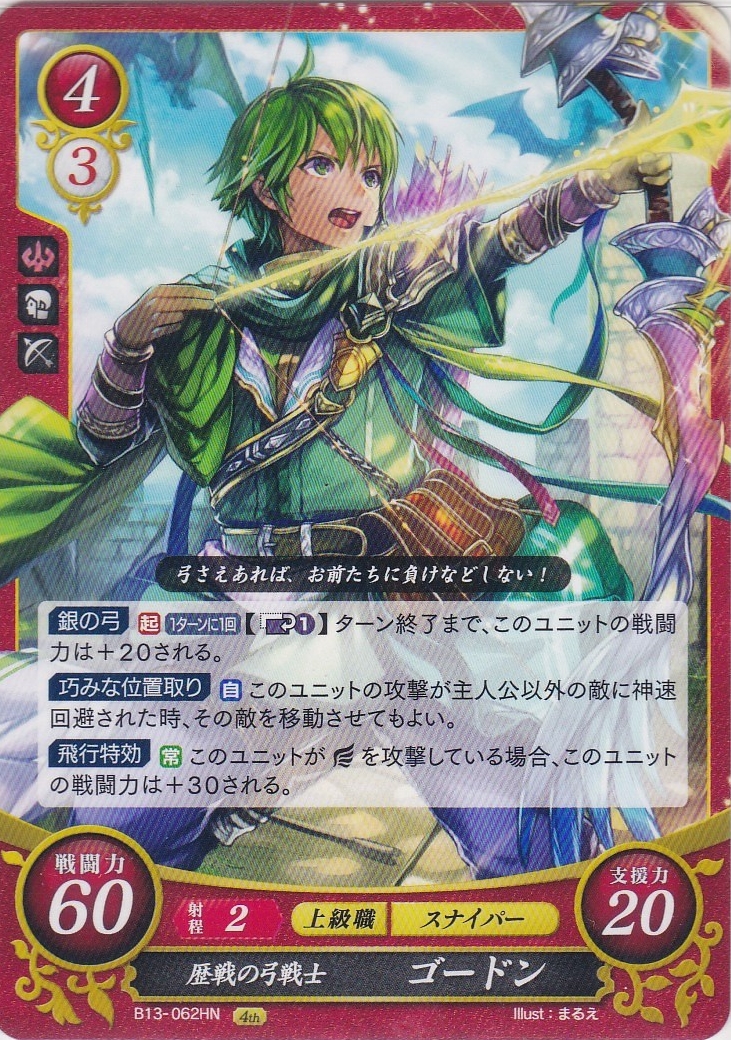 4
3
弓さえあれば、お前たちに負けなどしない！
銀の弓 起 1ターンに1回【 1 】ターン終了まで、このユニットの戦闘
力は＋20される。
巧みな位置取り 自 このユニットの攻撃が主人公以外の敵に神速
回避された時、その敵を移動させてもよい。
飛行特効 常 このユニットが を攻撃している場合、このユニット
の戦闘力は＋30される。
戦闘力
60
射程 2
上級職 スナイパー
支援力
20
歴戦の弓戦士 ゴードン
B13-062HN 4th
Illust：まるえ